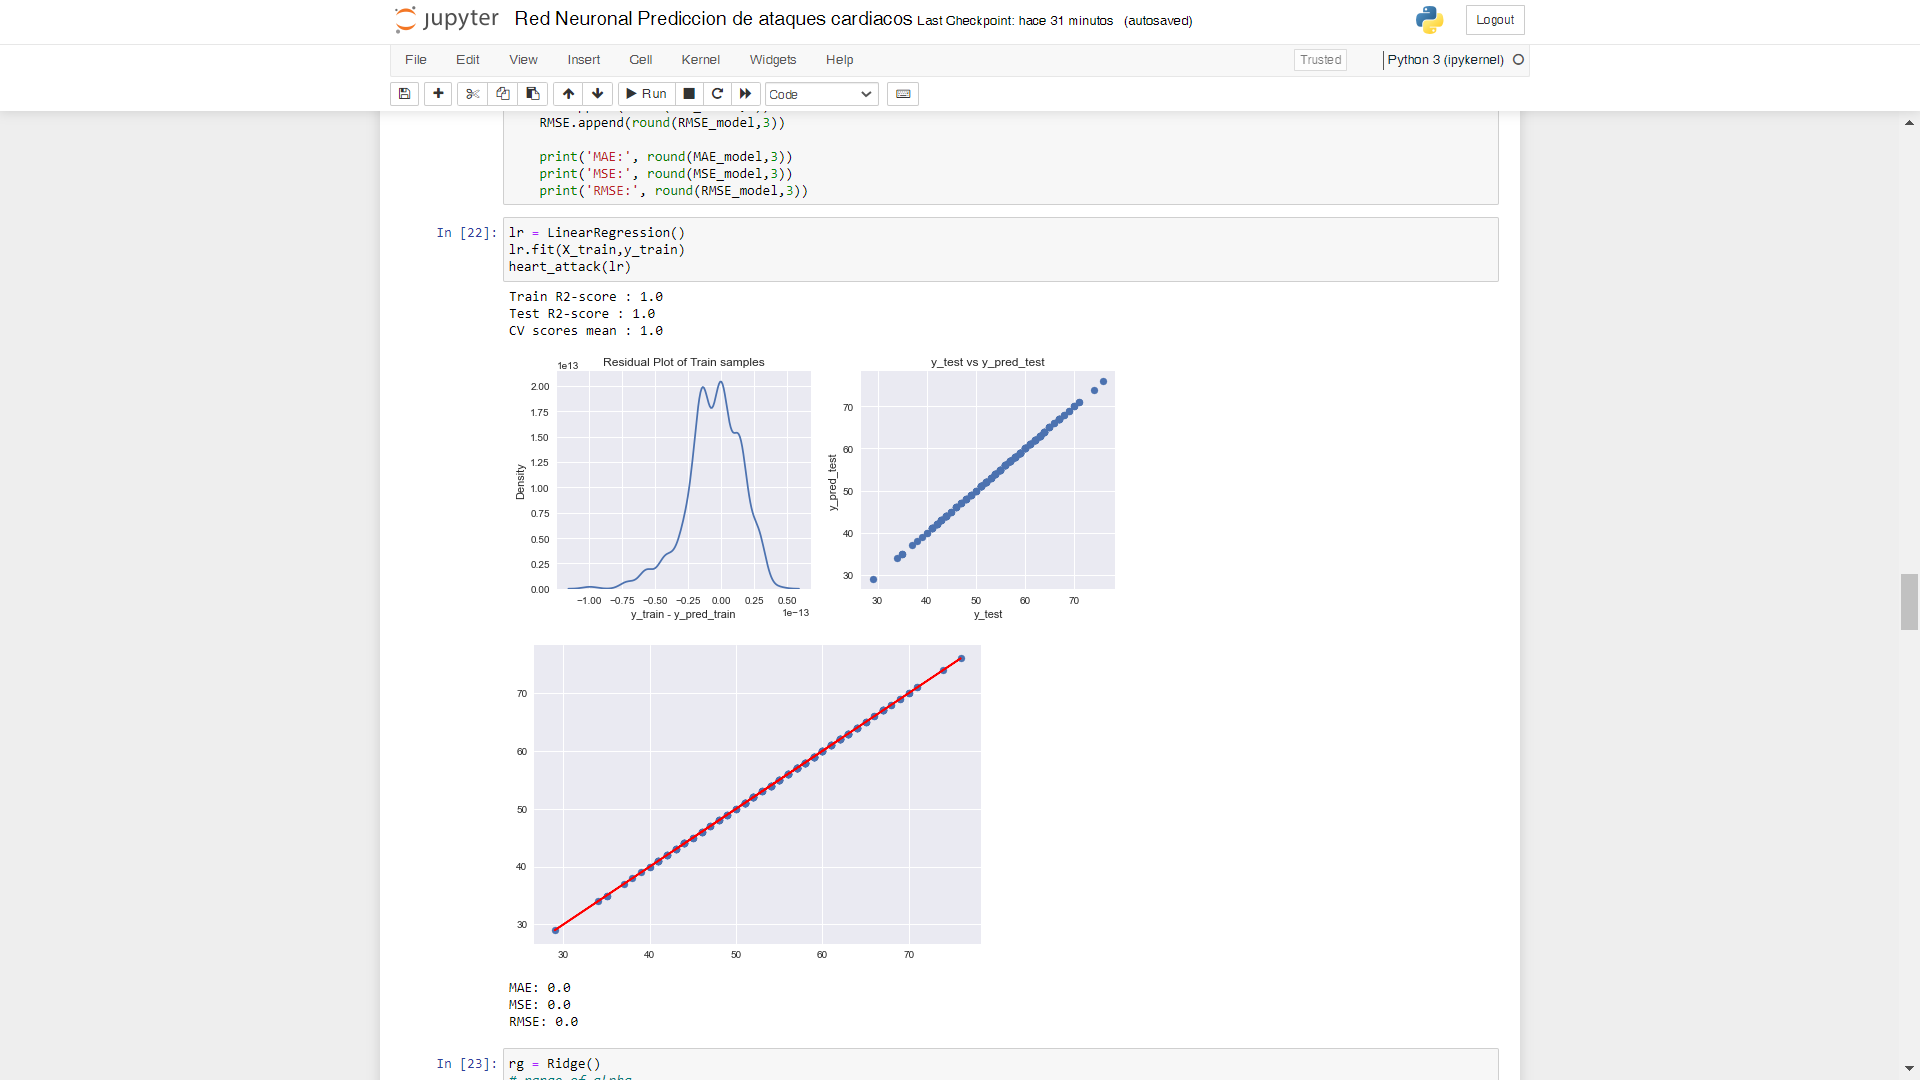 jupyter Red Neuronal Prediccion de ataques cardiacos Last Checkpoint: hace 31 minutos (autosaved)
Logout
File Edit View Insert Cell Kernel Widgets Help
Trusted
Python 3 (ipykernel)
Run
Code
RMSE.append(round(RMSE_model,3))
print('MAE:', round(MAE_model,3))
print('MSE:', round(MSE_model,3))
print('RMSE:', round(RMSE_model,3))
In [22]:
lr = LinearRegression()
lr.fit(X_train,y_train)
heart_attack(lr)
Train R2-score : 1.0
Test R2-score : 1.0
CV scores mean : 1.0
1e13
Residual Plot of Train samples
2.00
1.75
1.50
1.25
1.00
0.75
0.50
0.25
0.00
Density
−1.00 −0.75 −0.50 −0.25 0.00 0.25 0.50
1e−13
y_train - y_pred_train
y_test vs y_pred_test
70
60
50
40
30
y_pred_test
30 40 50 60 70
y_test
70
60
50
40
30
30 40 50 60 70
MAE: 0.0
MSE: 0.0
RMSE: 0.0
In [23]:
rg = Ridge()
# range of alpha